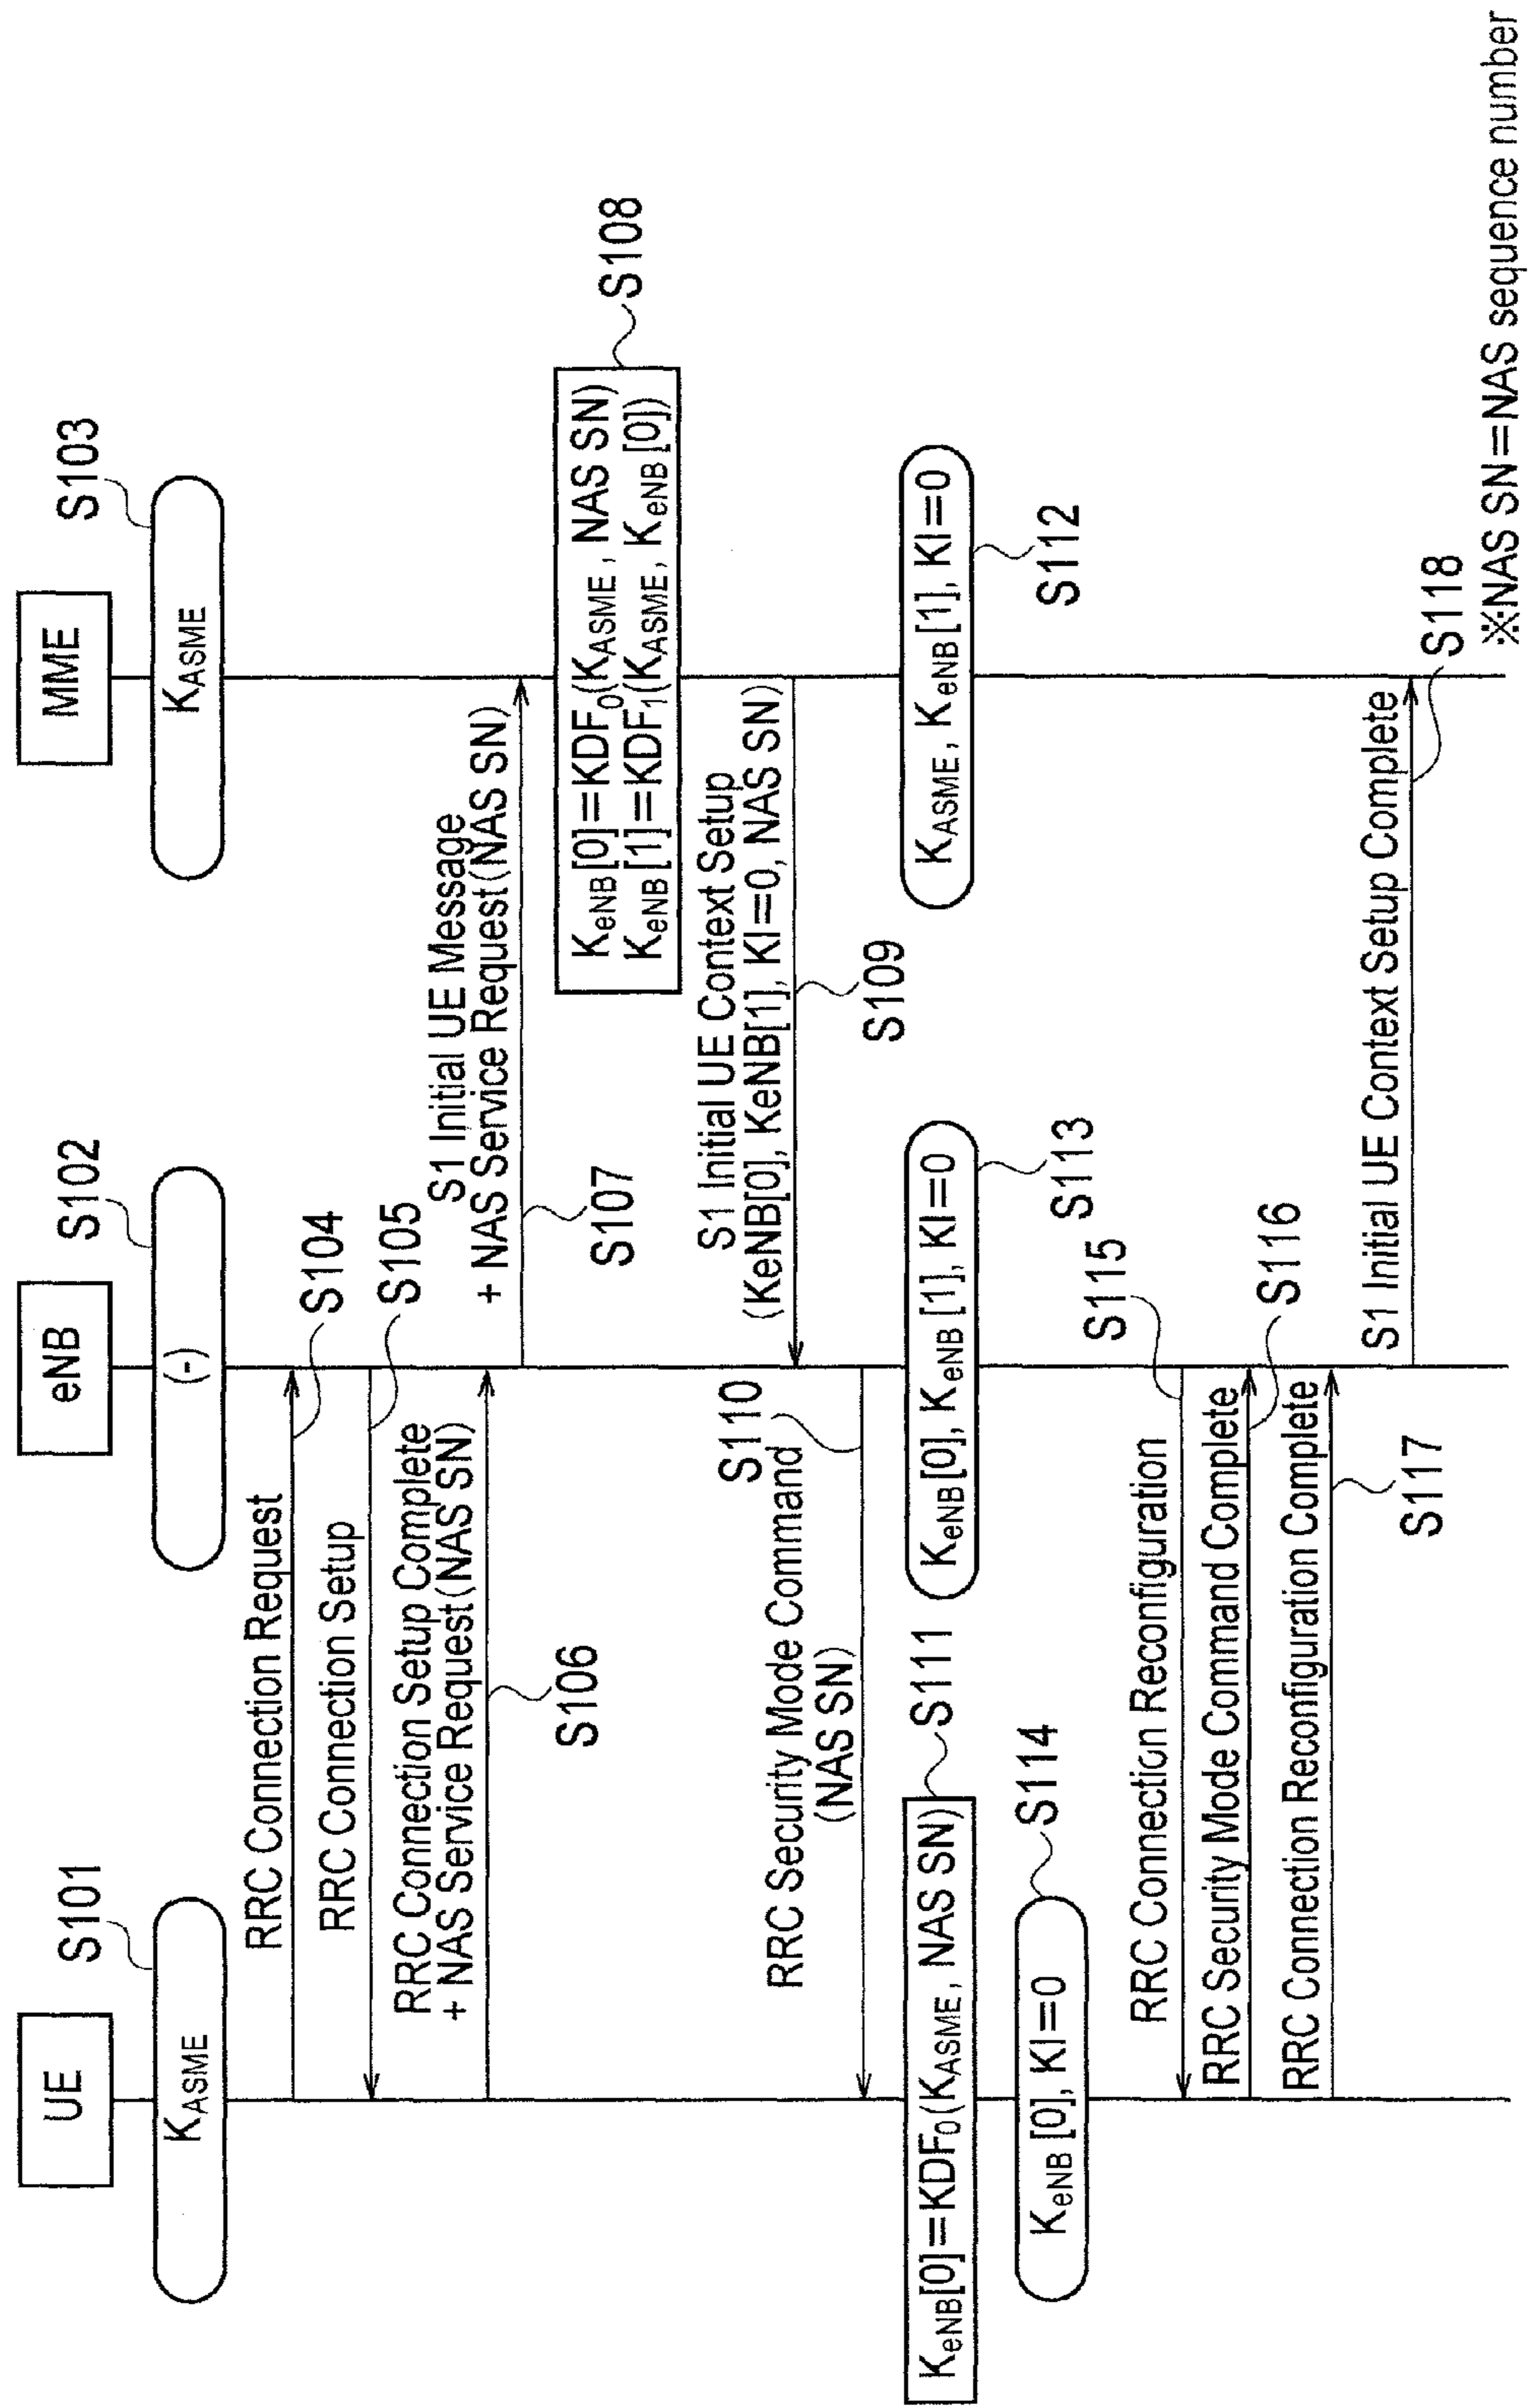 UE
eNB
MME
S101
S102
S103
KASME
(-)
KASME
RRC Connection Request
S104
RRC Connection Setup
S105
RRC Connection Setup Complete
+ NAS Service Request(NAS SN)
S106
S1 Initial UE Message
+ NAS Service Request(NAS SN)
S107
KeNB[0]=KDF0(KASME, NAS SN)
KeNB[1]=KDF1(KASME, KeNB[0])
S108
S1 Initial UE Context Setup
(KeNB[0], KeNB[1], KI=0, NAS SN)
S109
S110
RRC Security Mode Command
(NAS SN)
KeNB[0]=KDF0(KASME, NAS SN)
S111
KeNB[0], KeNB[1], KI=0
S113
KASME, KeNB[1], KI=0
S112
KeNB[0], KI=0
S114
RRC Connection Reconfiguration
S115
RRC Security Mode Command Complete
S116
RRC Connection Reconfiguration Complete
S117
S1 Initial UE Context Setup Complete
S118
※NAS SN=NAS sequence number